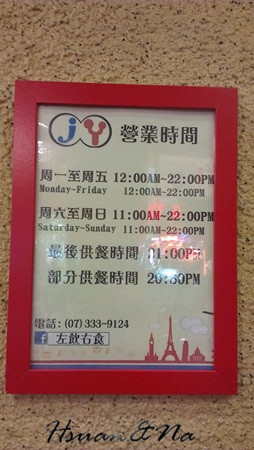 jY 營業時間
周一至周五 12:00AM~22:00PM
Monday~Friday 12:00AM~22:00PM
周六至周日 11:00AM~22:00PM
Saturday~Sunday 11:00AM~22:00PM
最後供餐時間 21:00PM
部分供餐時間 20:30PM
電話:(07)333-9124
f 左飲右食
Hsuan & Na